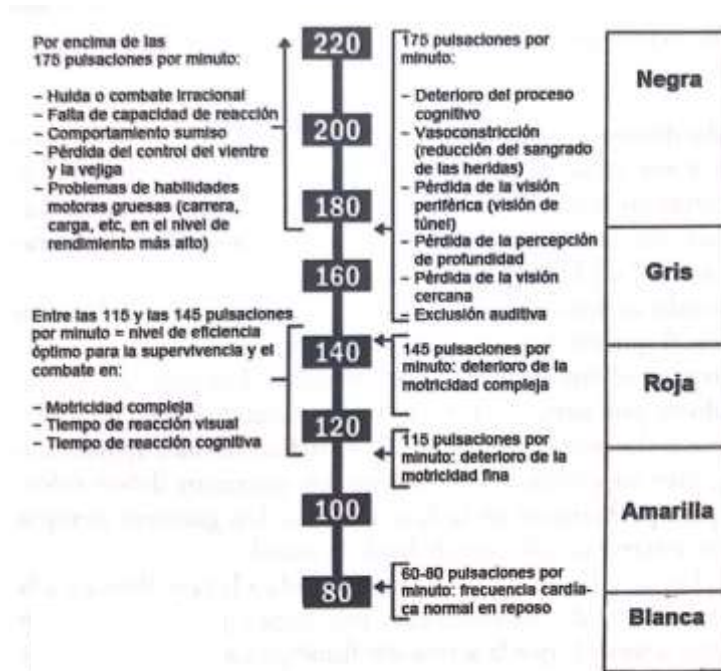 Por encima de las
175 pulsaciones por
minuto:
– Huida o combate irracional
– Falta de capacidad de reacción
– Comportamiento sumiso
– Pérdida del control del vientre
y la vejiga
– Problemas de habilidades
motoras gruesas (carrera,
carga, etc, en el nivel de
rendimiento más alto)
Entre las 115 y las 145 pulsaciones
por minuto = nivel de eficiencia
óptimo para la supervivencia y el
combate en:
– Motricidad compleja
– Tiempo de reacción visual
– Tiempo de reacción cognitiva
220
200
180
160
140
120
100
80
175 pulsaciones por
minuto:
– Deterioro del proceso
cognitivo
– Vasoconstricción
(reducción del sangrado
de las heridas)
– Pérdida de la visión
periférica (visión de
túnel)
– Pérdida de la percepción
de profundidad
– Pérdida de la visión
cercana
– Exclusión auditiva
145 pulsaciones por
minuto: deterioro de la
motricidad compleja
115 pulsaciones por
minuto: deterioro de la
motricidad fina
60-80 pulsaciones por
minuto: frecuencia cardía-
ca normal en reposo
Negra
Gris
Roja
Amarilla
Blanca